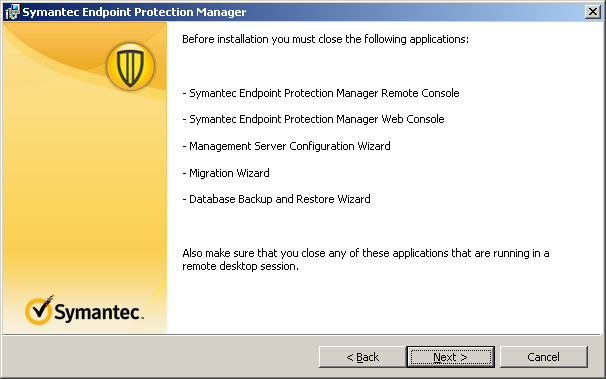 Symantec Endpoint Protection Manager
Before installation you must close the following applications:
- Symantec Endpoint Protection Manager Remote Console
- Symantec Endpoint Protection Manager Web Console
- Management Server Configuration Wizard
- Migration Wizard
- Database Backup and Restore Wizard
Also make sure that you close any of these applications that are running in a
remote desktop session.
Symantec.
< Back
Next >
Cancel